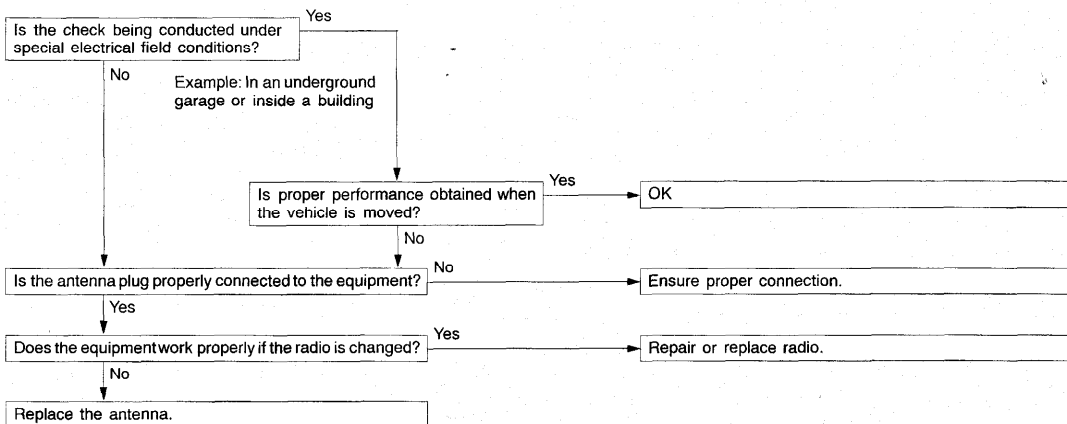 Is the check being conducted under
special electrical field conditions?
Yes
No
Example: In an underground
garage or inside a building
Is proper performance obtained when
the vehicle is moved?
Yes
OK
No
Is the antenna plug properly connected to the equipment?
No
Ensure proper connection.
Yes
Does the equipment work properly if the radio is changed?
Yes
Repair or replace radio.
No
Replace the antenna.